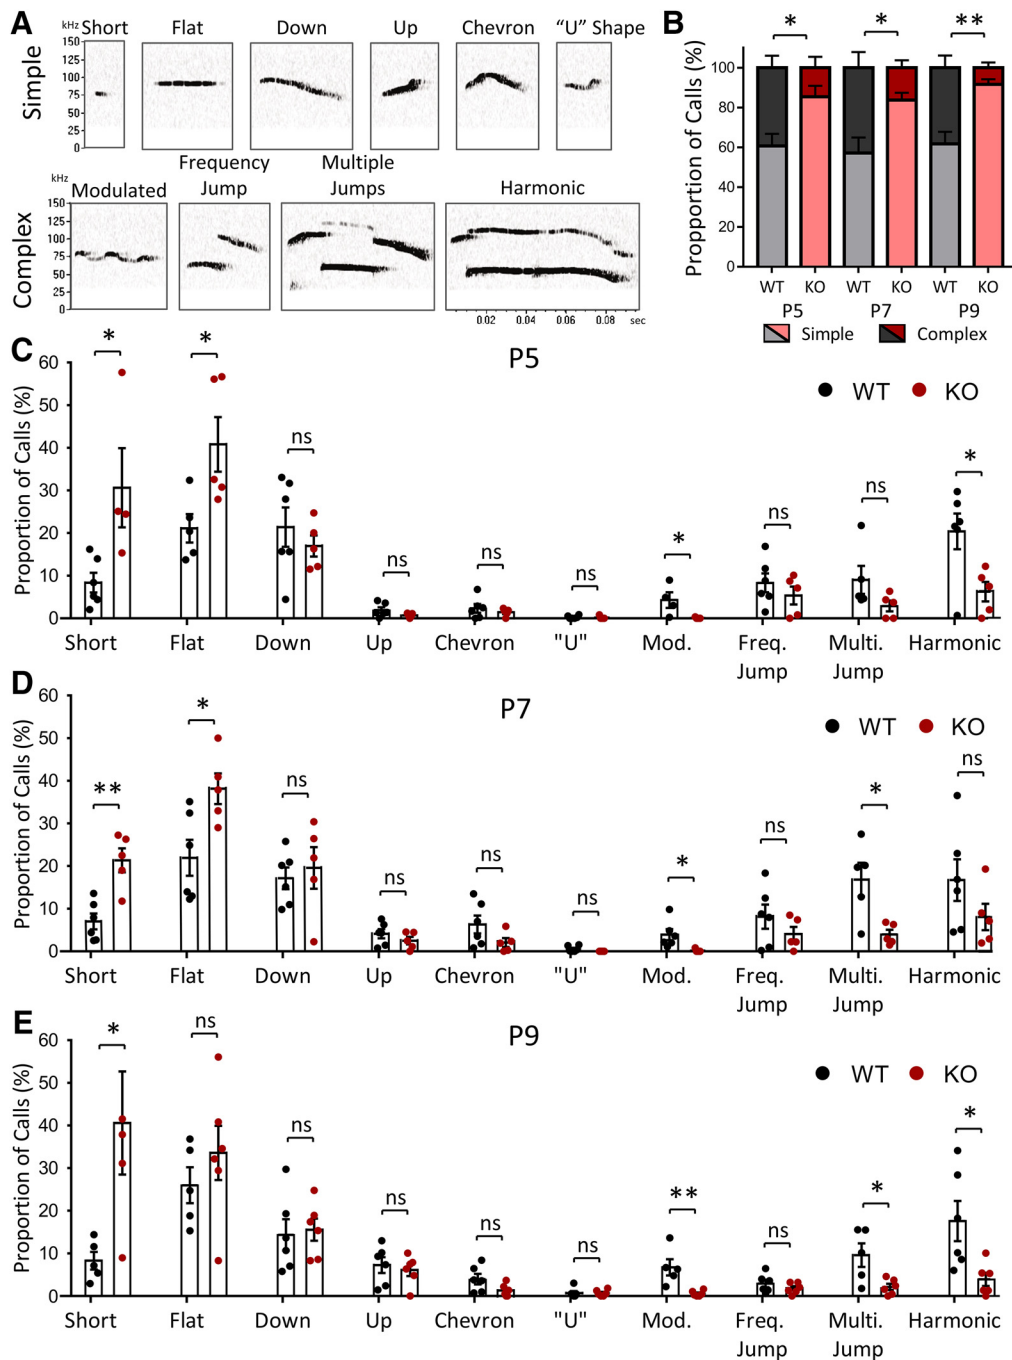 A
kHz Short Flat Down Up Chevron “U” Shape
Simple
150
125
100
75
50
25
0
Frequency Multiple
kHz Modulated Jump Jumps Harmonic
Complex
150
125
100
75
50
25
0
0.02 0.04 0.06 0.08 sec
B
* * **
Propportion of Calls (%)
100
80
60
40
20
0
WT KO WT KO WT KO
P5 P7 P9
Simple Complex
C
P5
WT KO
Proportion of Calls (%)
60
50
40
30
20
10
0
* * ns ns ns ns * ns ns *
Short Flat Down Up Chevron "U" Mod. Freq. Multi. Harmonic
Jump Jump
D
P7
WT KO
Proportion of Calls (%)
60
50
40
30
20
10
0
** * ns ns ns ns * ns * ns
Short Flat Down Up Chevron "U" Mod. Freq. Multi. Harmonic
Jump Jump
E
P9
WT KO
Proportion of Calls (%)
60
50
40
30
20
10
0
* ns ns ns ns ns ** ns * *
Short Flat Down Up Chevron "U" Mod. Freq. Multi. Harmonic
Jump Jump